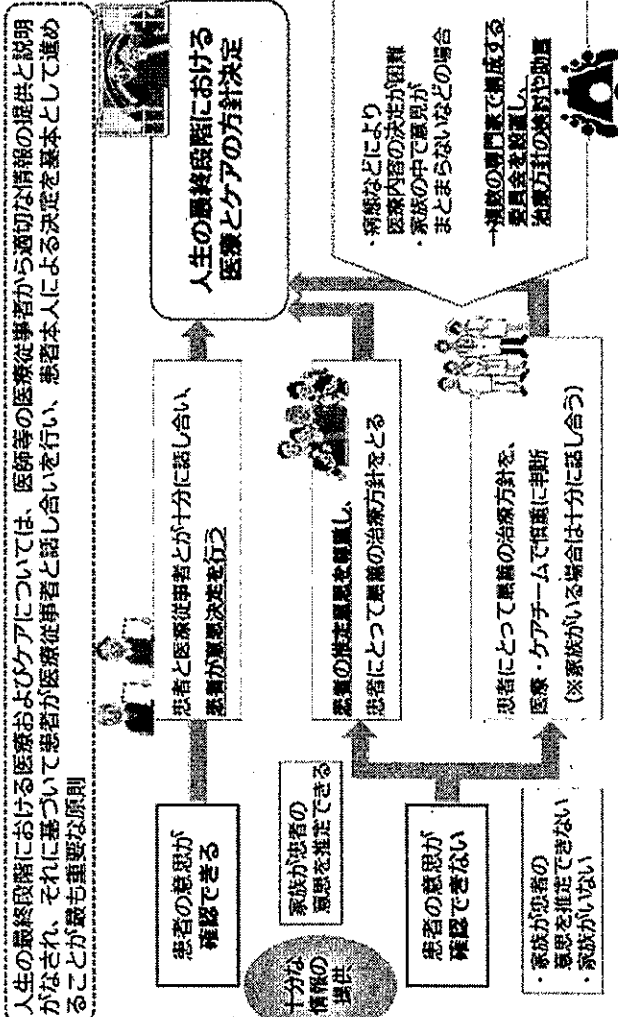 人生の最終段階における医療およびケアについては、医師等の医療従事者から適切な情報の提供と説明
がなされ、それに基づいて患者が医療従事者と話し合いを行い、患者本人による決定を基本として進め
ることが最も重要な原則
十分な
情報の
提供
患者の意思が
確認できる
患者と医療従事者とが十分に話し合い、
患者が意思決定を行う
人生の最終段階における
医療とケアの方針決定
家族が患者の
意思を推定できる
患者の推定意思を尊重し、
患者にとって最善の治療方針をとる
患者の意思が
確認できない
・家族が患者の
意思を推定できない
・家族がいない
患者にとって最善の治療方針を、
医療・ケアチームで慎重に判断
(※家族がいる場合は十分に話し合う)
・病態などにより
医療内容の決定が困難
・家族の中で意見が
まとまらないなどの場合
→複数の専門家で構成する
委員会を設置し、
治療方針の検討や助言